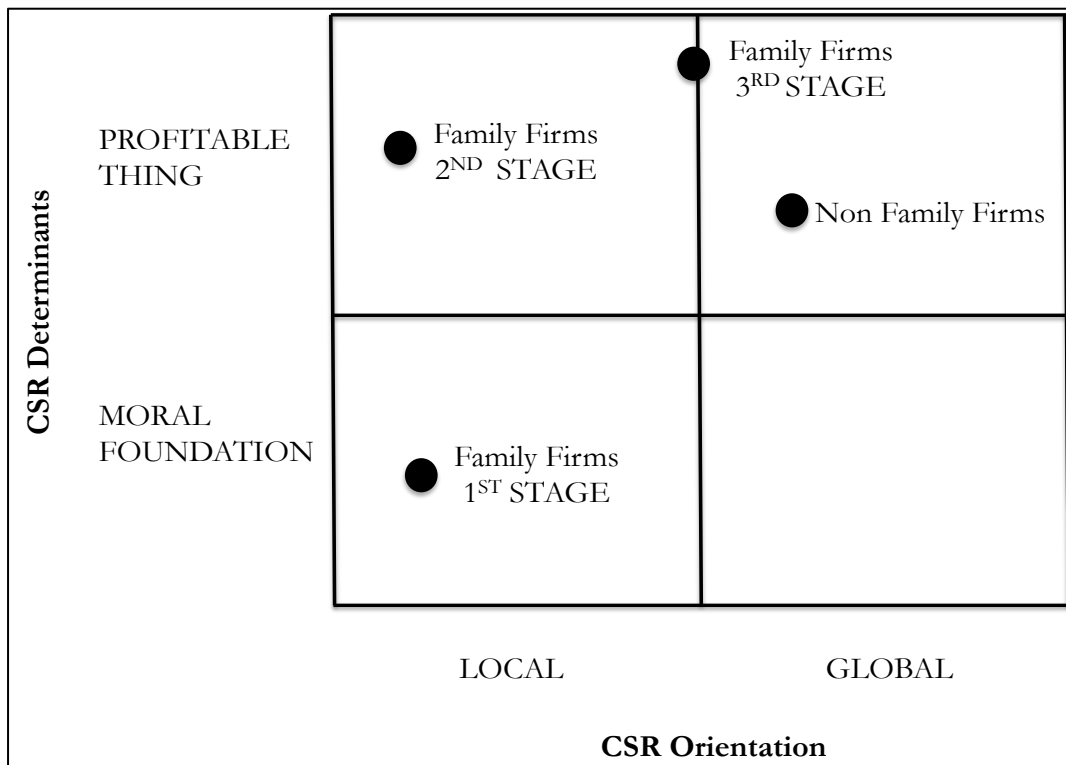 Family Firms
3RD STAGE
PROFITABLE
THING
Family Firms
2ND STAGE
Non Family Firms
CSR Determinants
MORAL
FOUNDATION
Family Firms
1ST STAGE
LOCAL
GLOBAL
CSR Orientation